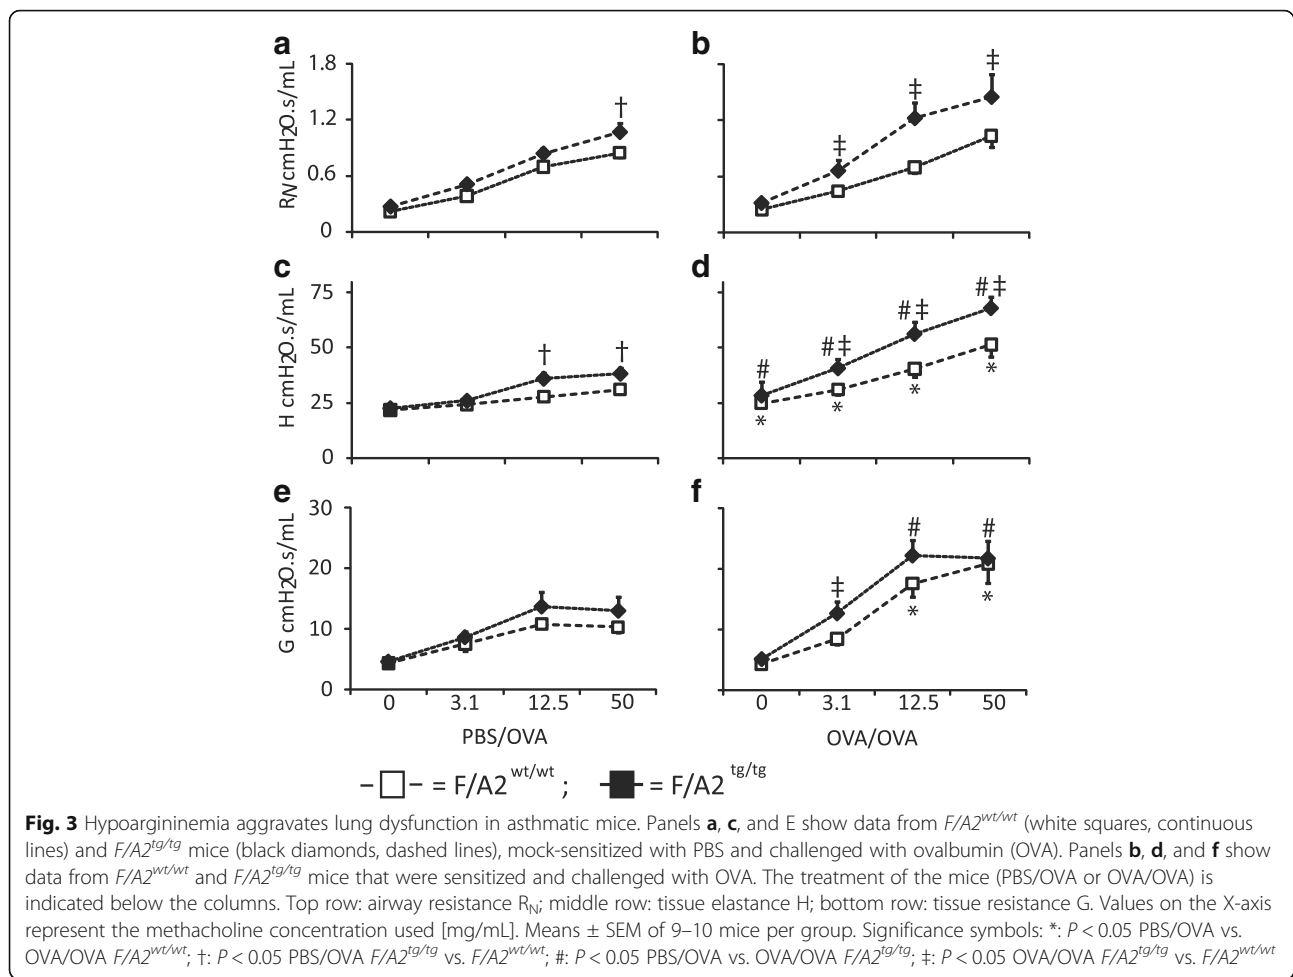 a
b
RN cmH2O.s/mL
1.8
1.2
0.6
0
†
‡
‡
‡
c
d
H cmH2O.s/mL
75
50
25
0
†
†
#
#‡
#‡
#‡
*
*
*
*
e
f
G cmH2O.s/mL
30
20
10
0
‡
#
#
*
*
0
3.1
12.5
50
0
3.1
12.5
50
PBS/OVA
OVA/OVA
= F/A2 wt/wt ; = F/A2 tg/tg
Fig. 3 Hypoargininemia aggravates lung dysfunction in asthmatic mice. Panels a, c, and E show data from F/A2wt/wt (white squares, continuous
lines) and F/A2tg/tg mice (black diamonds, dashed lines), mock-sensitized with PBS and challenged with ovalbumin (OVA). Panels b, d, and f show
data from F/A2wt/wt and F/A2tg/tg mice that were sensitized and challenged with OVA. The treatment of the mice (PBS/OVA or OVA/OVA) is
indicated below the columns. Top row: airway resistance RN; middle row: tissue elastance H; bottom row: tissue resistance G. Values on the X-axis
represent the methacholine concentration used [mg/mL]. Means ± SEM of 9–10 mice per group. Significance symbols: *: P < 0.05 PBS/OVA vs.
OVA/OVA F/A2wt/wt; †: P < 0.05 PBS/OVA F/A2tg/tg vs. F/A2wt/wt; #: P < 0.05 PBS/OVA vs. OVA/OVA F/A2tg/tg; ‡: P < 0.05 OVA/OVA F/A2tg/tg vs. F/A2wt/wt